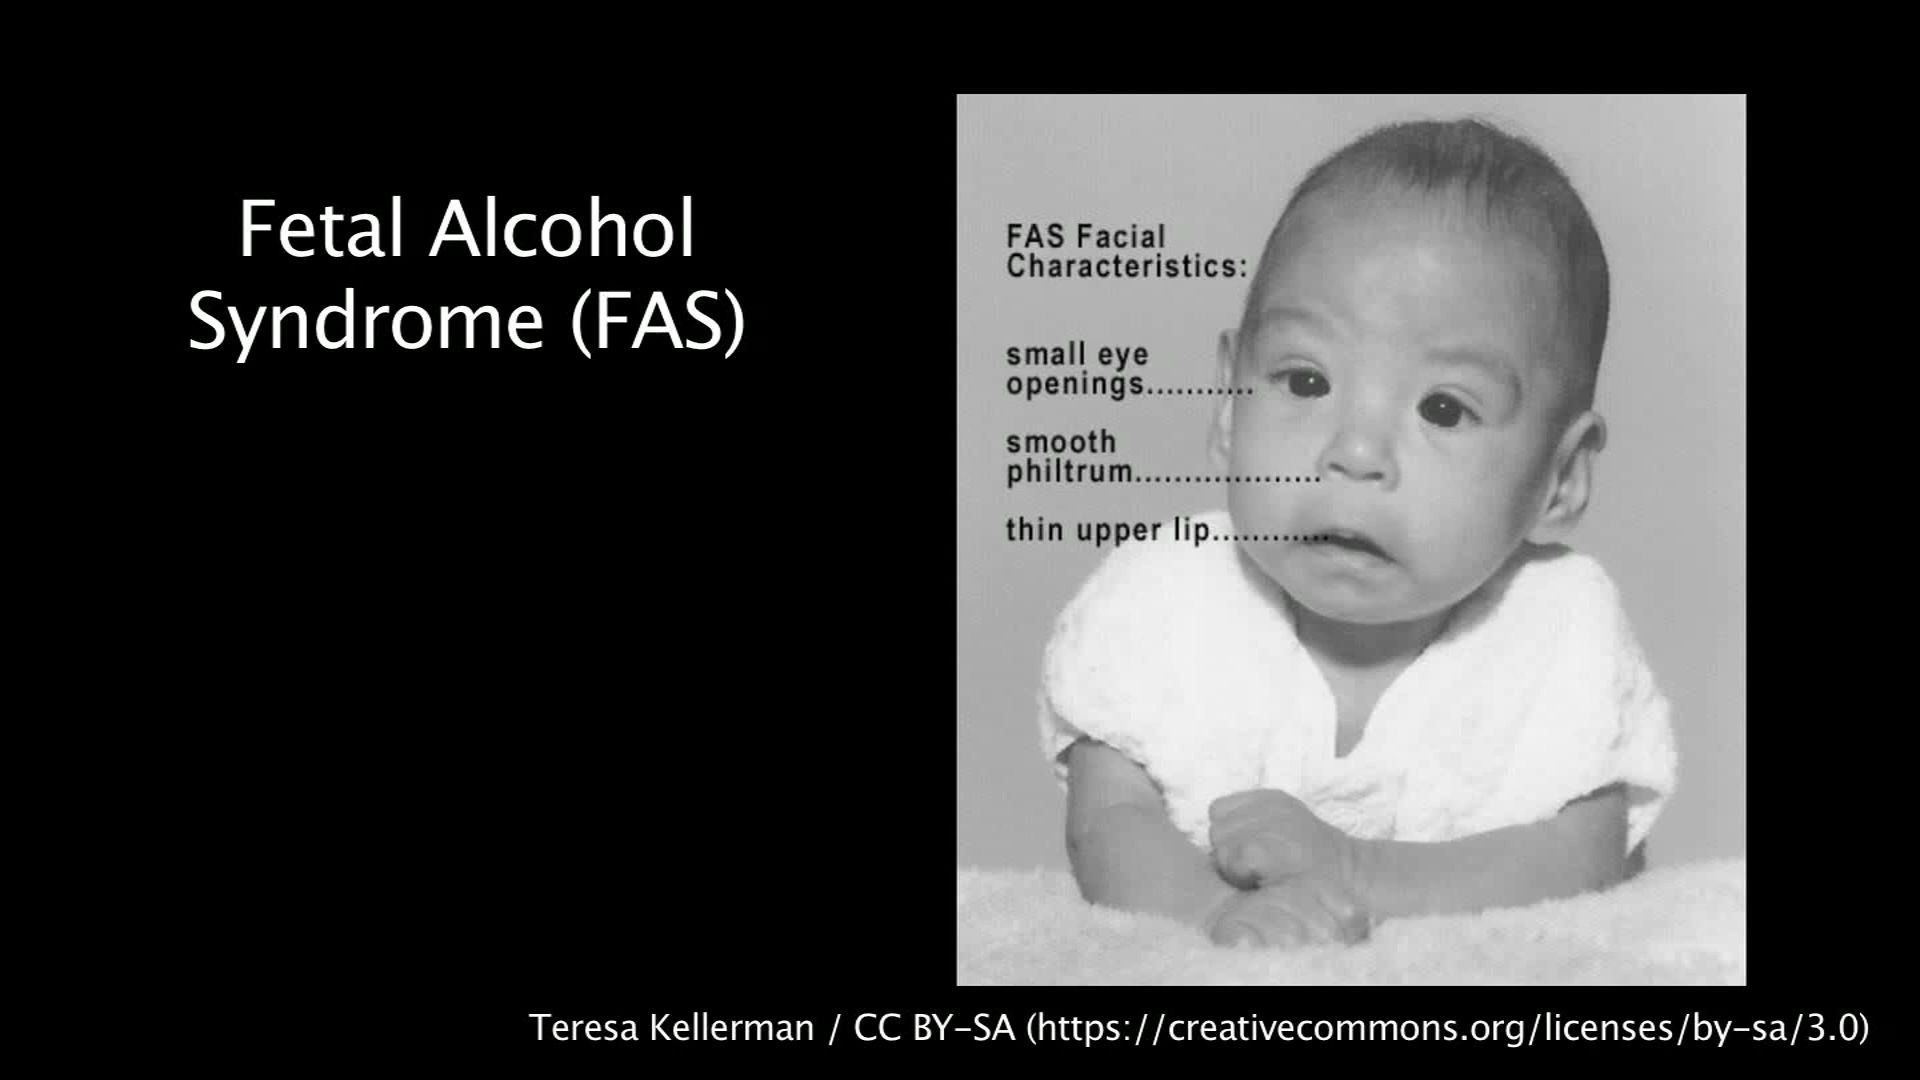 Fetal Alcohol
Syndrome (FAS)
FAS Facial
Characteristics:
small eye
openings...........
smooth
philtrum...................
thin upper lip............
Teresa Kellerman / CC BY-SA (https://creativecommons.org/licenses/by-sa/3.0)